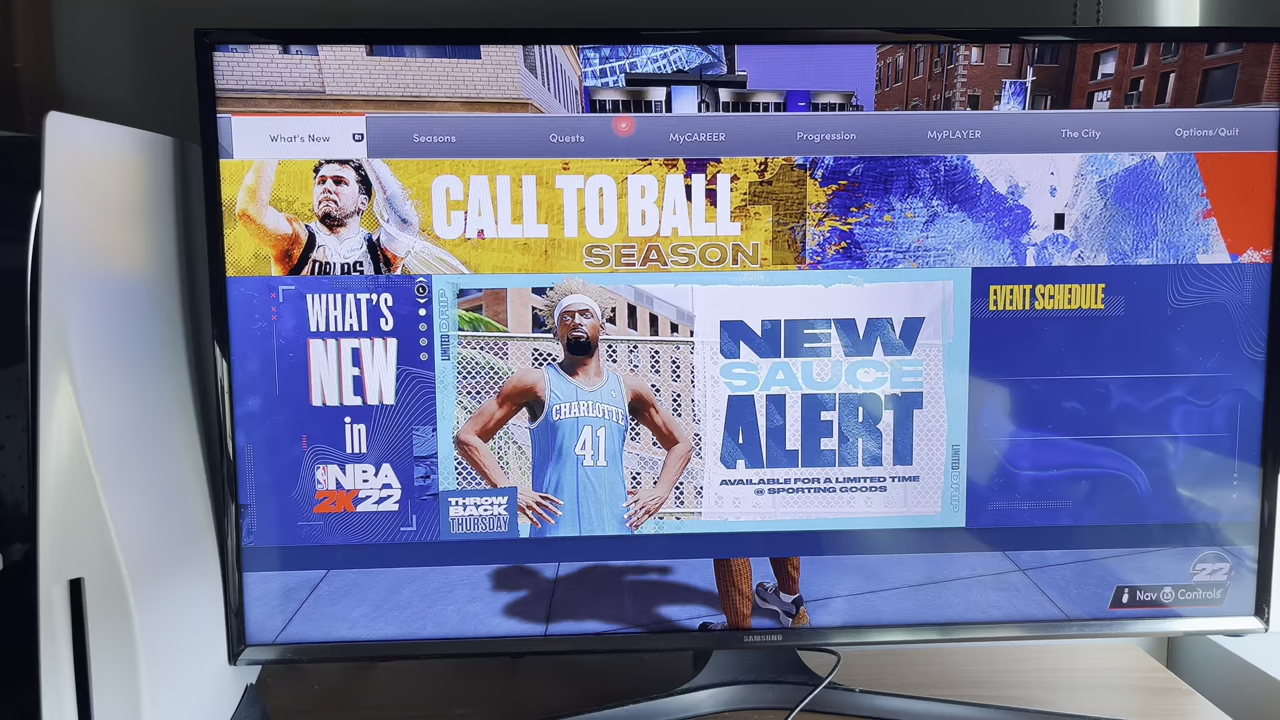 What's New
Seasons
Quests
MyCAREER
Progression
MyPLAYER
The City
Options/Quit
CALL TO BALL
SEASON 1
WHAT'S
NEW
in
NBA
2K22
LIMITED DRIP
CHARLOTTE
41
THROW
BACK
THURSDAY
NEW
SAUCE
ALERT
AVAILABLE FOR A LIMITED TIME
@ SPORTING GOODS
LIMITED DRIP
EVENT SCHEDULE
22
Nav Controls
SAMSUNG